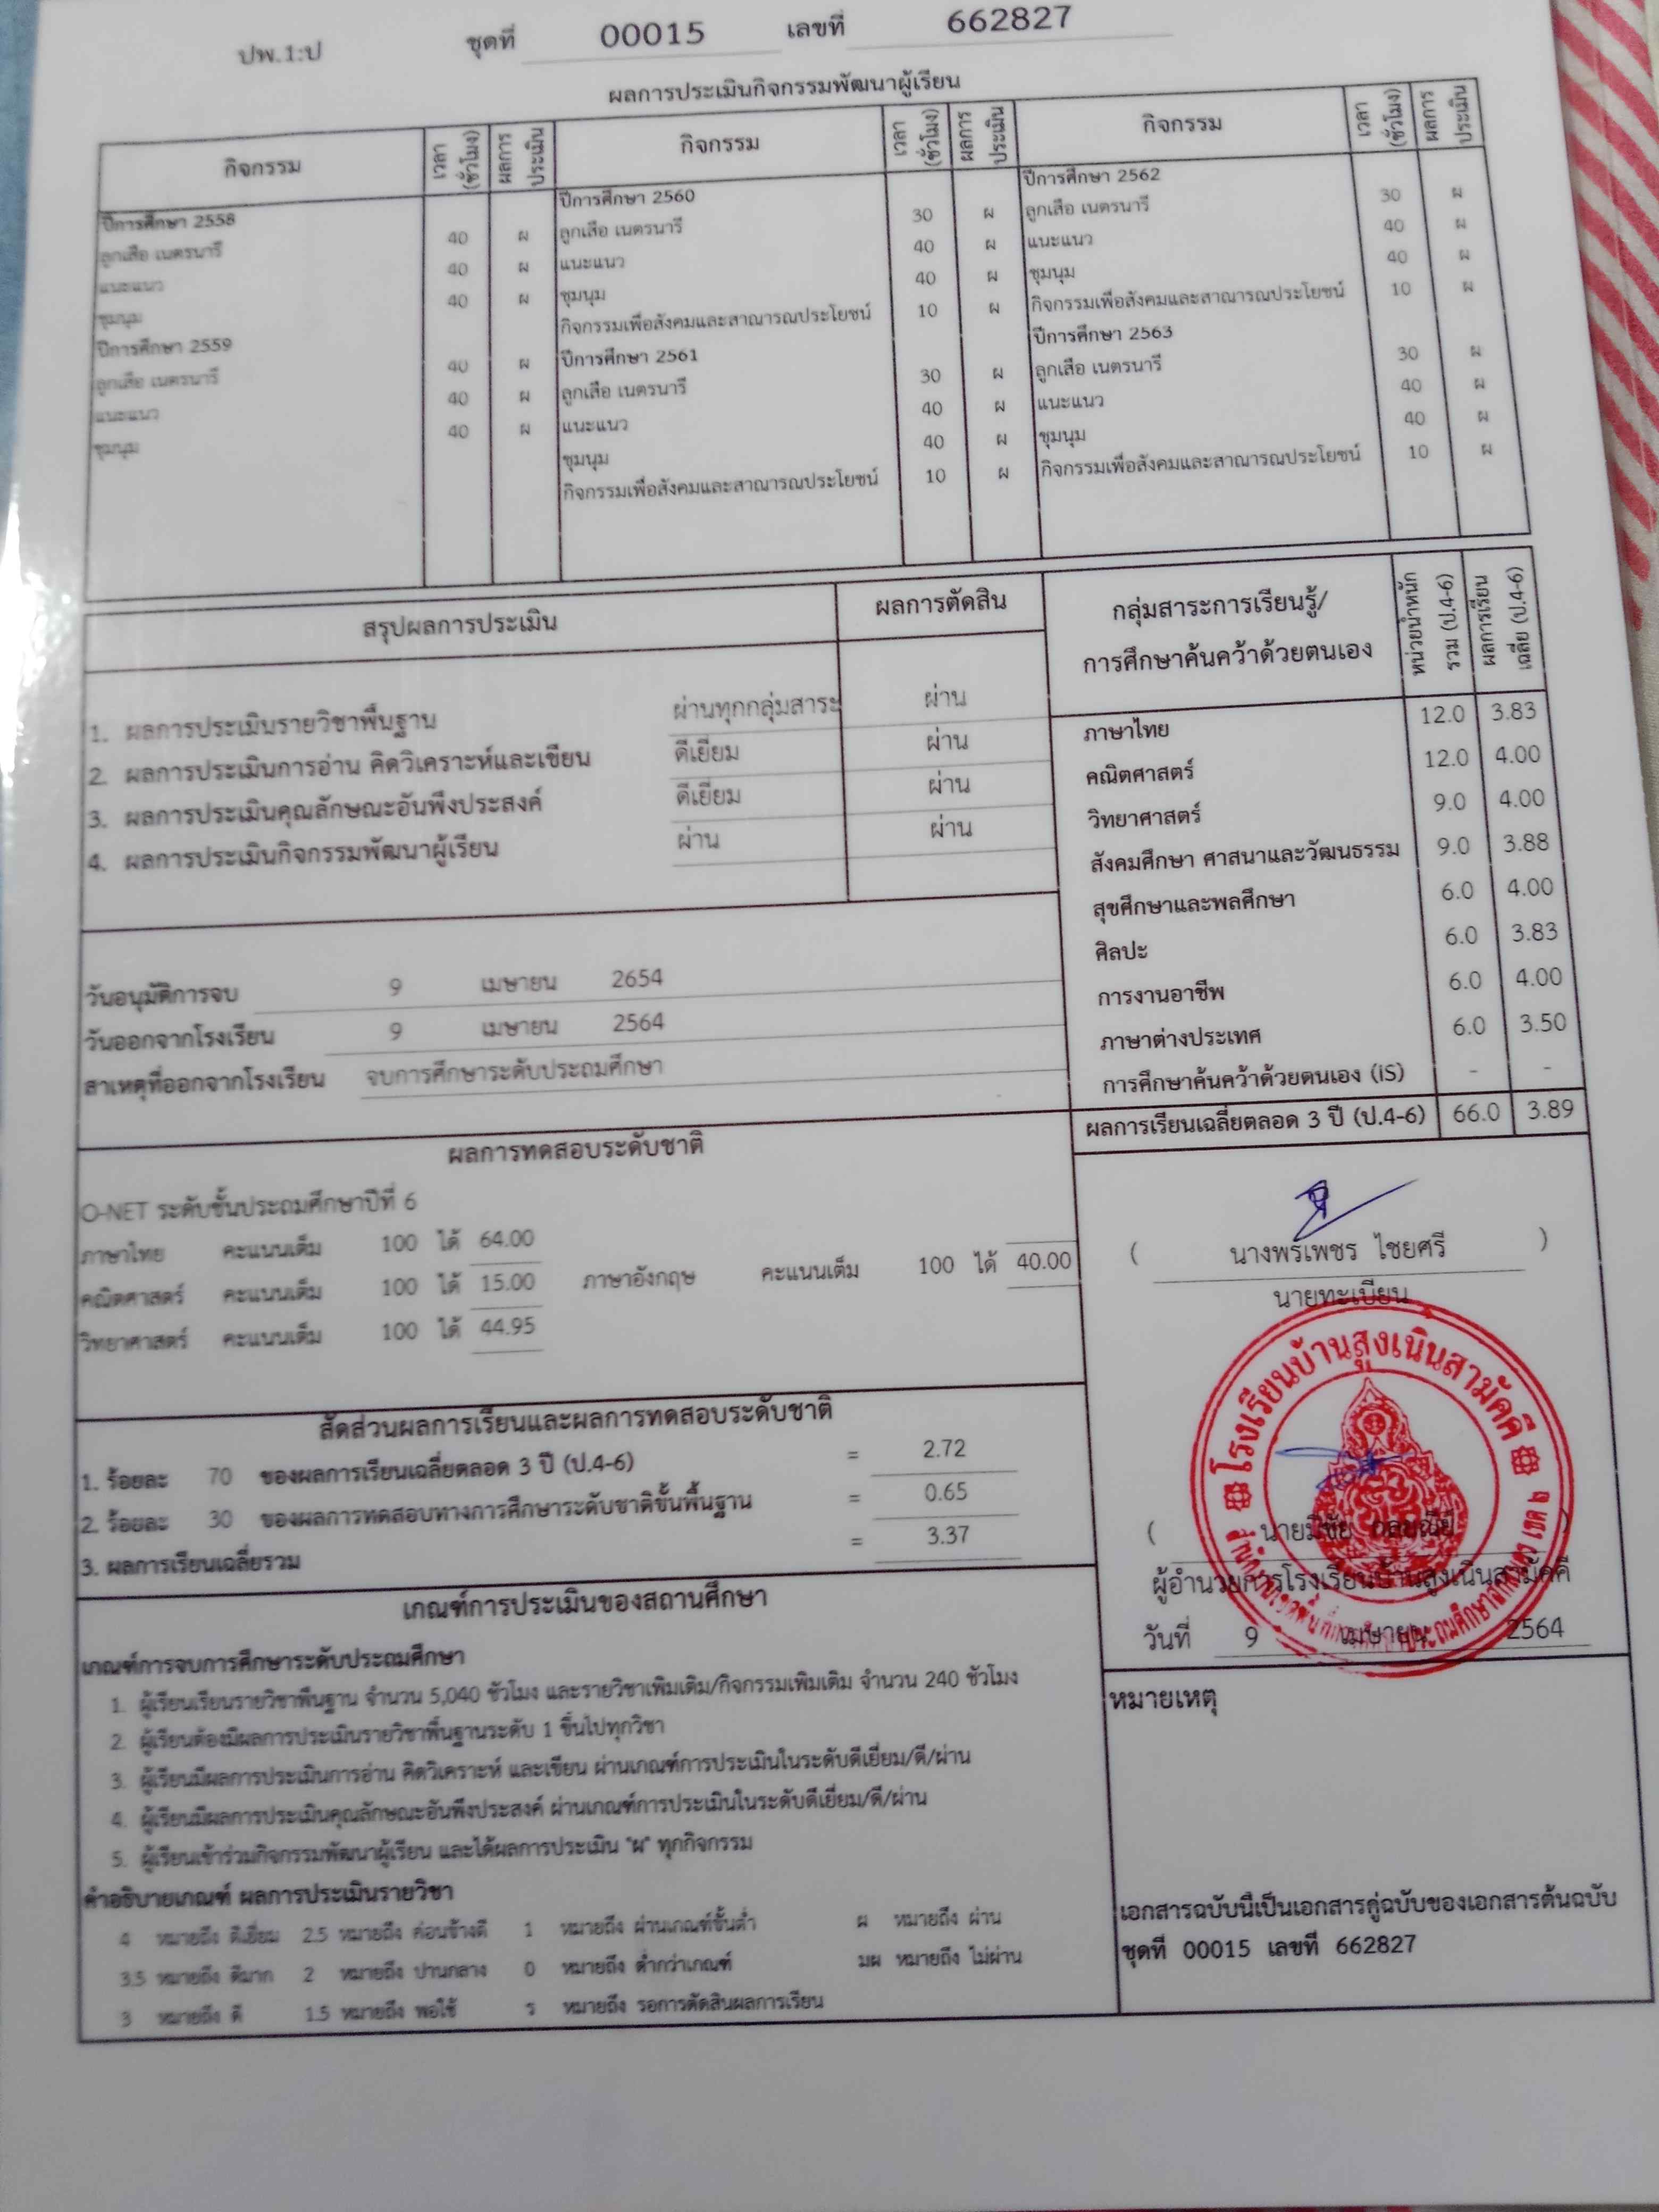 ปพ.1:ป ชุดที่ 00015 เลขที่ 662827
ผลการประเมินกิจกรรมพัฒนาผู้เรียน
กิจกรรม เวลา (ชั่วโมง) ผลการประเมิน กิจกรรม เวลา (ชั่วโมง) ผลการประเมิน กิจกรรม เวลา (ชั่วโมง) ผลการประเมิน
ปีการศึกษา 2558
ลูกเสือ เนตรนารี 40 ผ
แนะแนว 40 ผ
ชุมนุม 40 ผ
ปีการศึกษา 2559
ลูกเสือ เนตรนารี 40 ผ
แนะแนว 40 ผ
ชุมนุม 40 ผ
ปีการศึกษา 2560
ลูกเสือ เนตรนารี 30 ผ
แนะแนว 40 ผ
ชุมนุม 40 ผ
กิจกรรมเพื่อสังคมและสาณารณประโยชน์ 10 ผ
ปีการศึกษา 2561
ลูกเสือ เนตรนารี 30 ผ
แนะแนว 40 ผ
ชุมนุม 40 ผ
กิจกรรมเพื่อสังคมและสาณารณประโยชน์ 10 ผ
ปีการศึกษา 2562
ลูกเสือ เนตรนารี 30 ผ
แนะแนว 40 ผ
ชุมนุม 40 ผ
กิจกรรมเพื่อสังคมและสาณารณประโยชน์ 10 ผ
ปีการศึกษา 2563
ลูกเสือ เนตรนารี 30 ผ
แนะแนว 40 ผ
ชุมนุม 40 ผ
กิจกรรมเพื่อสังคมและสาณารณประโยชน์ 10 ผ
สรุปผลการประเมิน ผลการตัดสิน
1. ผลการประเมินรายวิชาพื้นฐาน ผ่านทุกกลุ่มสาระ ผ่าน
2. ผลการประเมินการอ่าน คิดวิเคราะห์และเขียน ดีเยี่ยม ผ่าน
3. ผลการประเมินคุณลักษณะอันพึงประสงค์ ดีเยี่ยม ผ่าน
4. ผลการประเมินกิจกรรมพัฒนาผู้เรียน ผ่าน ผ่าน
วันอนุมัติการจบ 9 เมษายน 2654
วันออกจากโรงเรียน 9 เมษายน 2564
สาเหตุที่ออกจากโรงเรียน จบการศึกษาระดับประถมศึกษา
กลุ่มสาระการเรียนรู้/
การศึกษาค้นคว้าด้วยตนเอง
หน่วยน้ำหนัก
รวม (ป.4-6)
ผลการเรียน
เฉลี่ย (ป.4-6)
ภาษาไทย 12.0 3.83
คณิตศาสตร์ 12.0 4.00
วิทยาศาสตร์ 9.0 4.00
สังคมศึกษา ศาสนาและวัฒนธรรม 9.0 3.88
สุขศึกษาและพลศึกษา 6.0 4.00
ศิลปะ 6.0 3.83
การงานอาชีพ 6.0 4.00
ภาษาต่างประเทศ 6.0 3.50
การศึกษาค้นคว้าด้วยตนเอง (IS) - -
ผลการเรียนเฉลี่ยตลอด 3 ปี (ป.4-6) 66.0 3.89
ผลการทดสอบระดับชาติ
O-NET ระดับชั้นประถมศึกษาปีที่ 6
ภาษาไทย คะแนนเต็ม 100 ได้ 64.00
คณิตศาสตร์ คะแนนเต็ม 100 ได้ 15.00 ภาษาอังกฤษ คะแนนเต็ม 100 ได้ 40.00
วิทยาศาสตร์ คะแนนเต็ม 100 ได้ 44.95
สัดส่วนผลการเรียนและผลการทดสอบระดับชาติ
1. ร้อยละ 70 ของผลการเรียนเฉลี่ยตลอด 3 ปี (ป.4-6) = 2.72
2. ร้อยละ 30 ของผลการทดสอบทางการศึกษาระดับชาติขั้นพื้นฐาน = 0.65
3. ผลการเรียนเฉลี่ยรวม = 3.37
เกณฑ์การประเมินของสถานศึกษา
เกณฑ์การจบการศึกษาระดับประถมศึกษา
1. ผู้เรียนเรียนรายวิชาพื้นฐาน จำนวน 5,040 ชั่วโมง และรายวิชาเพิ่มเติม/กิจกรรมเพิ่มเติม จำนวน 240 ชั่วโมง
2. ผู้เรียนต้องมีผลการประเมินรายวิชาพื้นฐานระดับ 1 ขึ้นไปทุกวิชา
3. ผู้เรียนมีผลการประเมินการอ่าน คิดวิเคราะห์ และเขียน ผ่านเกณฑ์การประเมินในระดับดีเยี่ยม/ดี/ผ่าน
4. ผู้เรียนมีผลการประเมินคุณลักษณะอันพึงประสงค์ ผ่านเกณฑ์การประเมินในระดับดีเยี่ยม/ดี/ผ่าน
5. ผู้เรียนเข้าร่วมกิจกรรมพัฒนาผู้เรียน และได้ผลการประเมิน "ผ" ทุกกิจกรรม
คำอธิบายเกณฑ์ ผลการประเมินรายวิชา
4 หมายถึง ดีเยี่ยม 2.5 หมายถึง ค่อนข้างดี 1 หมายถึง ผ่านเกณฑ์ขั้นต่ำ ผ หมายถึง ผ่าน
3.5 หมายถึง ดีมาก 2 หมายถึง ปานกลาง 0 หมายถึง ต่ำกว่าเกณฑ์ มผ หมายถึง ไม่ผ่าน
3 หมายถึง ดี 1.5 หมายถึง พอใช้ ร หมายถึง รอการตัดสินผลการเรียน
( นางพรเพชร ไชยศรี )
นายทะเบียน
โรงเรียนบ้านสูงเนินสามัคคี
( นายมีชัย )
ผู้อำนวยการโรงเรียนบ้านสูงเนินสามัคคี
วันที่ 9 เมษายน 2564
หมายเหตุ
เอกสารฉบับนี้เป็นเอกสารคู่ฉบับของเอกสารต้นฉบับ
ชุดที่ 00015 เลขที่ 662827